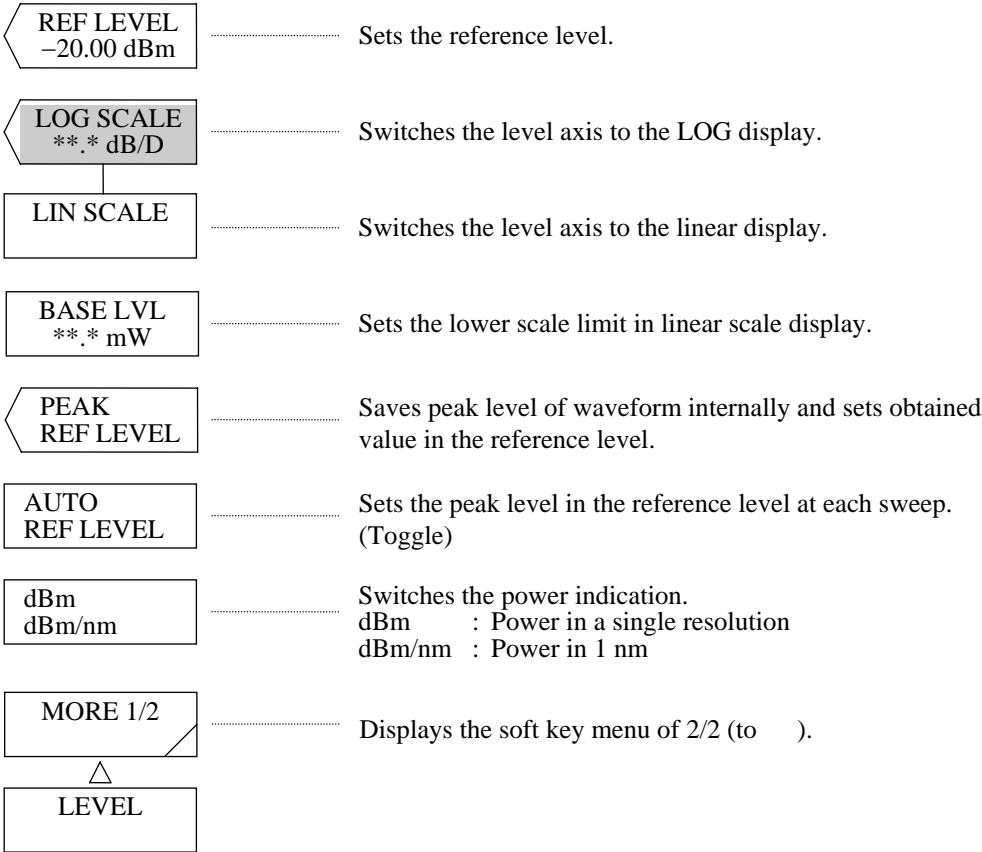 REF LEVEL
−20.00 dBm
Sets the reference level.
LOG SCALE
**.* dB/D
Switches the level axis to the LOG display.
LIN SCALE
Switches the level axis to the linear display.
BASE LVL
**.* mW
Sets the lower scale limit in linear scale display.
PEAK
REF LEVEL
Saves peak level of waveform internally and sets obtained
value in the reference level.
AUTO
REF LEVEL
Sets the peak level in the reference level at each sweep.
(Toggle)
dBm
dBm/nm
Switches the power indication.
dBm : Power in a single resolution
dBm/nm : Power in 1 nm
MORE 1/2
Displays the soft key menu of 2/2 (to ).
LEVEL